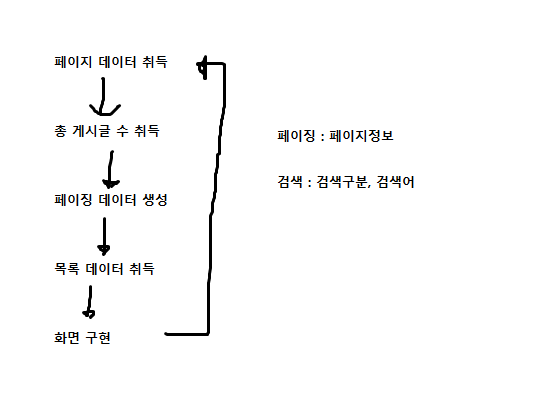 페이지 데이터 취득
총 게시글 수 취득
페이징 데이터 생성
목록 데이터 취득
화면 구현
페이징 : 페이지정보
검색 : 검색구분, 검색어